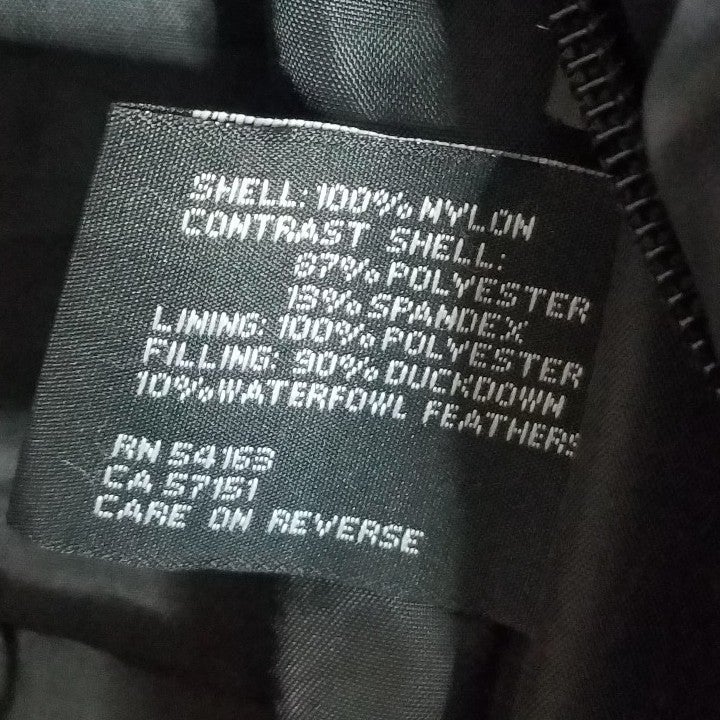 SHELL: 100% NYLON
CONTRAST SHELL:
87% POLYESTER
13% SPANDEX
LINING: 100% POLYESTER
FILLING: 90% DUCKDOWN
10% WATERFOWL FEATHERS
RN 54163
CA 57151
CARE ON REVERSE